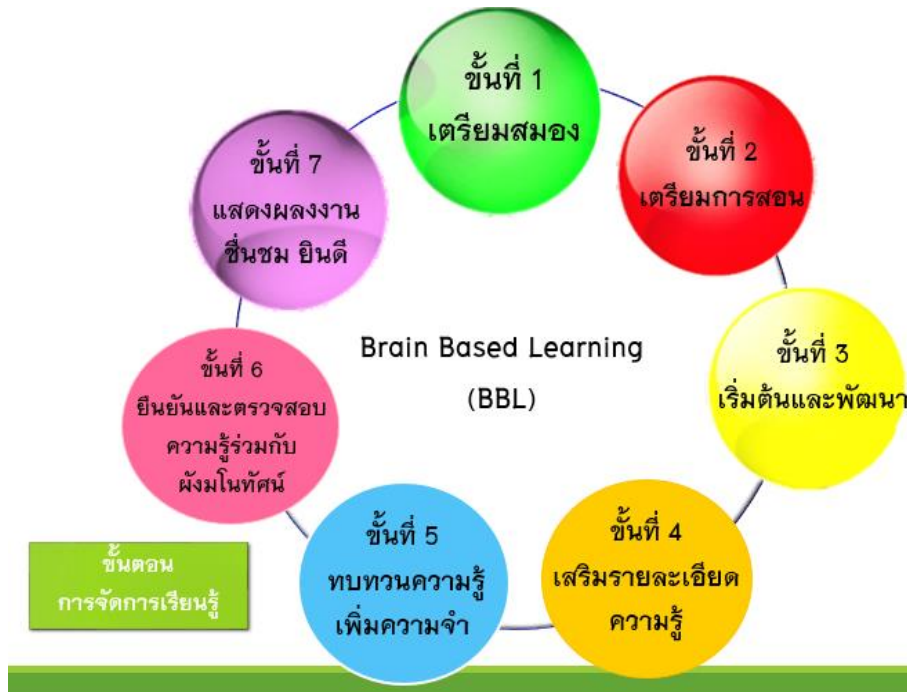 ขั้นที่ 1
เตรียมสมอง
ขั้นที่ 2
เตรียมการสอน
ขั้นที่ 3
เริ่มต้นและพัฒนา
ขั้นที่ 4
เสริมรายละเอียด
ความรู้
ขั้นที่ 5
ทบทวนความรู้
เพิ่มความจำ
ขั้นที่ 6
ยืนยันและตรวจสอบ
ความรู้ร่วมกับ
ผังมโนทัศน์
ขั้นที่ 7
แสดงผลงงาน
ชื่นชม ยินดี
Brain Based Learning
(BBL)
ขั้นตอน
การจัดการเรียนรู้